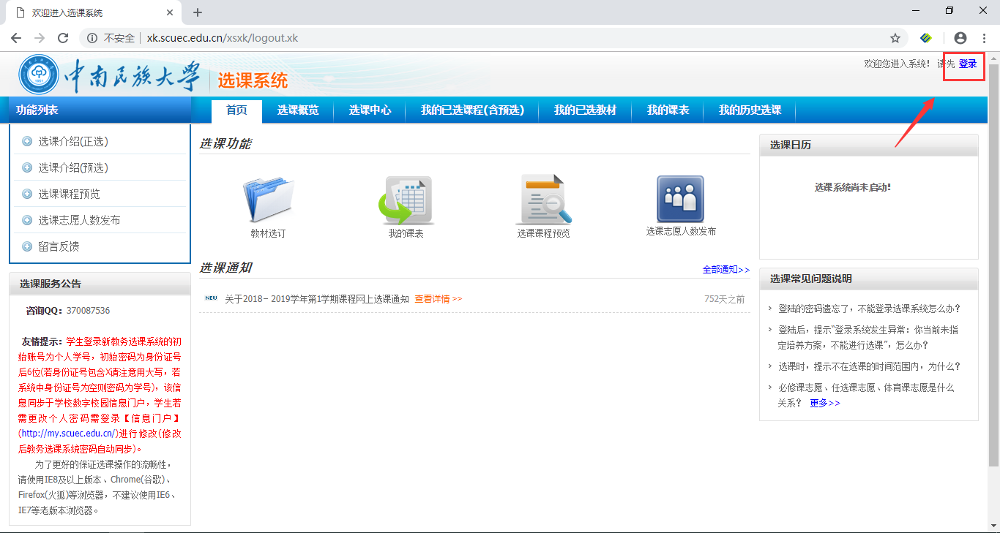 欢迎进入选课系统
不安全 xk.scuec.edu.cn/xsxk/logout.xk
中南民族大学 选课系统
欢迎您进入系统! 请先 登录
功能列表
首页 选课概览 选课中心 我的已选课程(含预选) 我的已选教材 我的课表 我的历史选课
选课介绍(正选)
选课介绍(预选)
选课课程预览
选课志愿人数发布
留言反馈
选课服务公告
咨询QQ：370087536
友情提示：学生登录新教务选课系统的初
始账号为个人学号，初始密码为身份证号
后6位(若身份证号包含X请注意用大写，若
系统中身份证号为空则密码为学号)，该信
息同步于学校数字校园信息门户，学生若
需更改个人密码需登录【信息门户】
(http://my.scuec.edu.cn/)进行修改(修改
后教务选课系统密码自动同步)。
为了更好的保证选课操作的流畅性，
请使用IE8及以上版本、Chrome(谷歌)、
Firefox(火狐)等浏览器，不建议使用IE6、
IE7等老版本浏览器。
选课功能
教材选订 我的课表 选课课程预览 选课志愿人数发布
选课通知 全部通知>>
NEW 关于2018－2019学年第1学期课程网上选课通知 查看详情 >> 752天之前
选课日历
选课系统尚未启动!
选课常见问题说明
登陆的密码遗忘了，不能登录选课系统怎么办？
登陆后，提示“登录系统发生异常：你当前未指
定培养方案，不能进行选课”，怎么办？
选课时，提示不在选课的时间范围内，为什么？
必修课志愿、任选课志愿、体育课志愿是什么
关系？ 更多>>